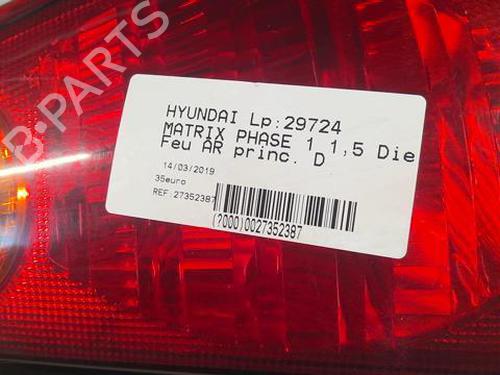 B-PARTS
HYUNDAI Lp:29724
MATRIX PHASE 1 1,5 Die
Feu AR princ. D
14/03/2019
35euro
REF:27352387
(?000)0027352387